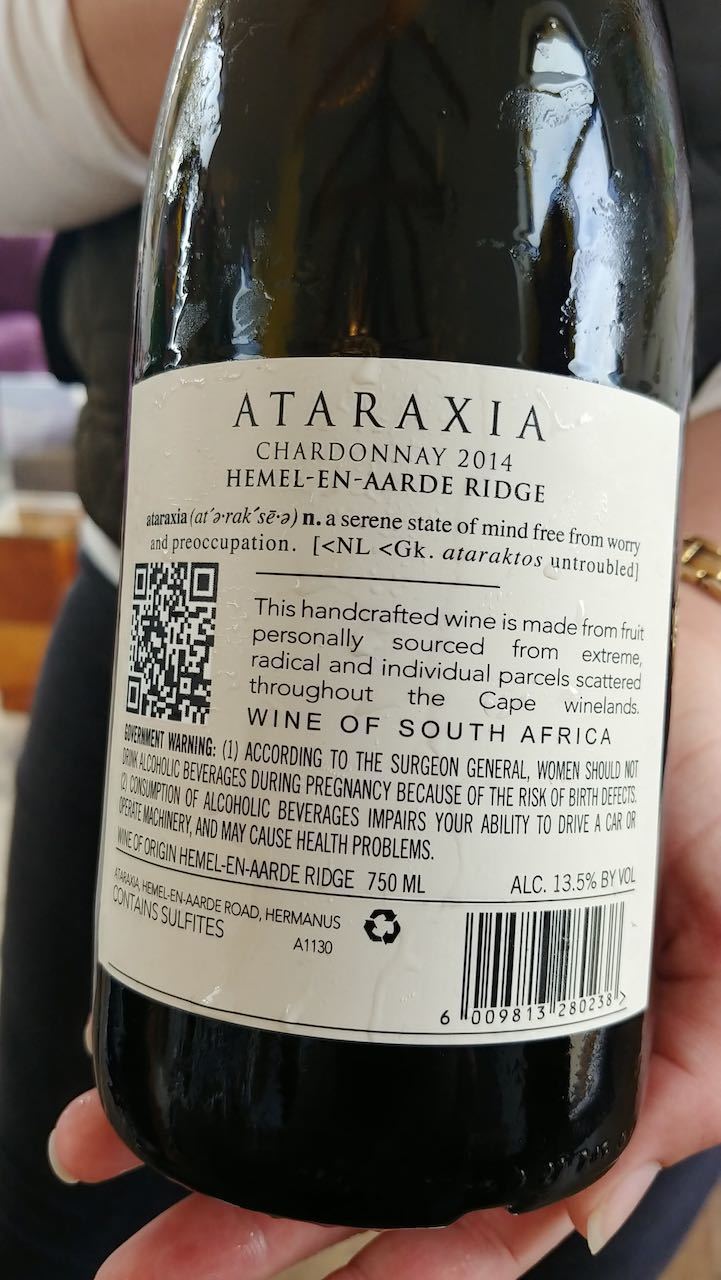 ATARAXIA
CHARDONNAY 2014
HEMEL-EN-AARDE RIDGE
ataraxia (at´ə·rak´sē·ə) n. a serene state of mind free from worry
and preoccupation. [<NL <Gk. ataraktos untroubled]
This handcrafted wine is made from fruit
personally sourced from extreme,
radical and individual parcels scattered
throughout the Cape winelands.
WINE OF SOUTH AFRICA
GOVERNMENT WARNING: (1) ACCORDING TO THE SURGEON GENERAL, WOMEN SHOULD NOT
DRINK ALCOHOLIC BEVERAGES DURING PREGNANCY BECAUSE OF THE RISK OF BIRTH DEFECTS.
(2) CONSUMPTION OF ALCOHOLIC BEVERAGES IMPAIRS YOUR ABILITY TO DRIVE A CAR OR
OPERATE MACHINERY, AND MAY CAUSE HEALTH PROBLEMS.
WINE OF ORIGIN HEMEL-EN-AARDE RIDGE 750 ML ALC. 13.5% BY VOL
ATARAXIA, HEMEL-EN-AARDE ROAD, HERMANUS
CONTAINS SULFITES
A1130
6 009813 280238 >